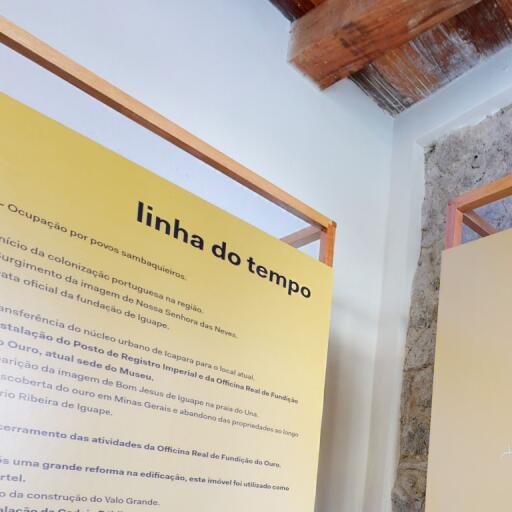 linha do tempo
- Ocupação por povos sambaquieiros.
nício da colonização portuguesa na região.
urgimento da imagem de Nossa Senhora das Neves.
ata oficial da fundação de Iguape.
ansferência do núcleo urbano de Icapara para o local atual.
stalação do Posto de Registro Imperial e da Officina Real de Fundição
o Ouro, atual sede do Museu.
arição da imagem de Bom Jesus de Iguape na praia do Una.
scoberta do ouro em Minas Gerais e abandono das propriedades ao longo
rio Ribeira de Iguape.
cerramento das atividades da Officina Real de Fundição do Ouro.
s uma grande reforma na edificação, este imóvel foi utilizado como
rtel.
o da construção do Valo Grande.